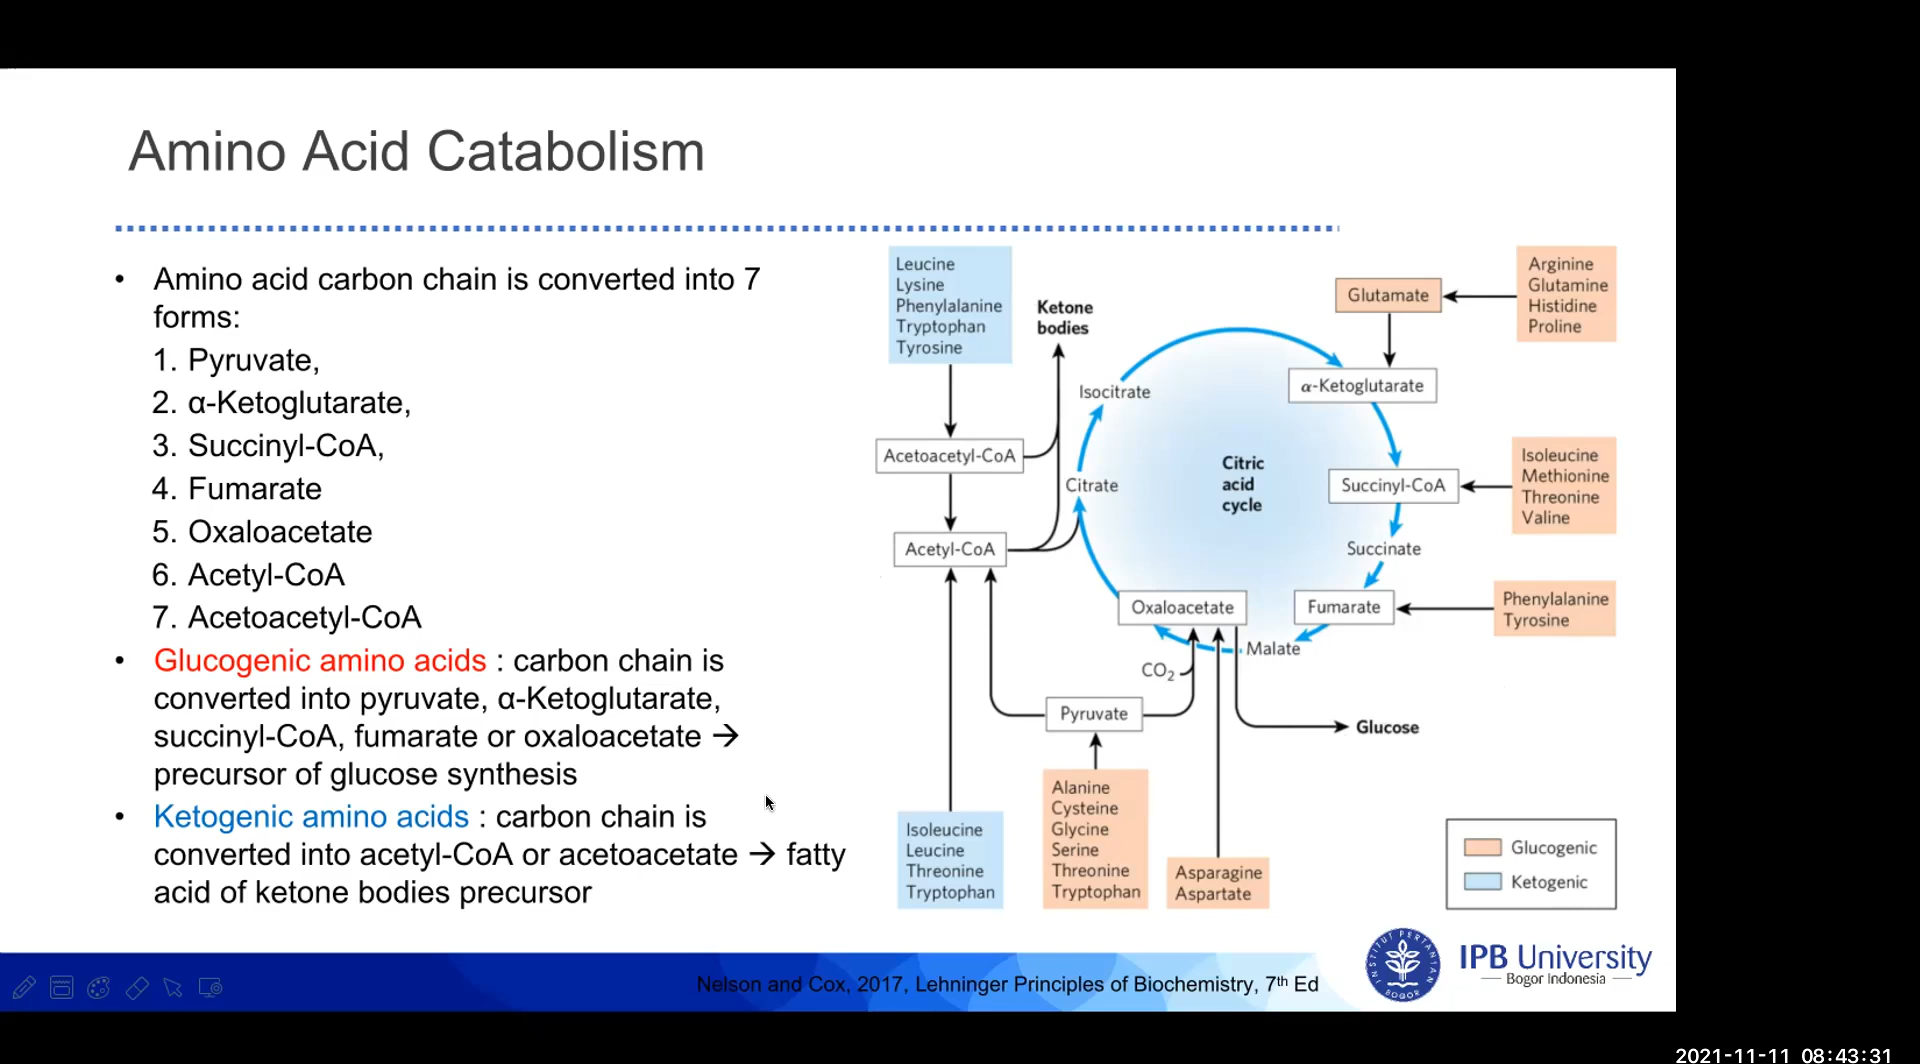 Amino Acid Catabolism
• Amino acid carbon chain is converted into 7
forms:
1. Pyruvate,
2. α-Ketoglutarate,
3. Succinyl-CoA,
4. Fumarate
5. Oxaloacetate
6. Acetyl-CoA
7. Acetoacetyl-CoA
• Glucogenic amino acids : carbon chain is
converted into pyruvate, α-Ketoglutarate,
succinyl-CoA, fumarate or oxaloacetate →
precursor of glucose synthesis
• Ketogenic amino acids : carbon chain is
converted into acetyl-CoA or acetoacetate → fatty
acid of ketone bodies precursor
Leucine
Lysine
Phenylalanine
Tryptophan
Tyrosine
Ketone
bodies
Glutamate
Arginine
Glutamine
Histidine
Proline
Isocitrate
α-Ketoglutarate
Acetoacetyl-CoA
Citrate
Citric
acid
cycle
Succinyl-CoA
Isoleucine
Methionine
Threonine
Valine
Acetyl-CoA
Succinate
Oxaloacetate
Fumarate
Phenylalanine
Tyrosine
Malate
CO₂
Pyruvate
Glucose
Isoleucine
Leucine
Threonine
Tryptophan
Alanine
Cysteine
Glycine
Serine
Threonine
Tryptophan
Asparagine
Aspartate
Glucogenic
Ketogenic
Nelson and Cox, 2017, Lehninger Principles of Biochemistry, 7th Ed
INSTITUT PERTANIAN
BOGOR
IPB University
Bogor Indonesia
2021-11-11 08:43:31